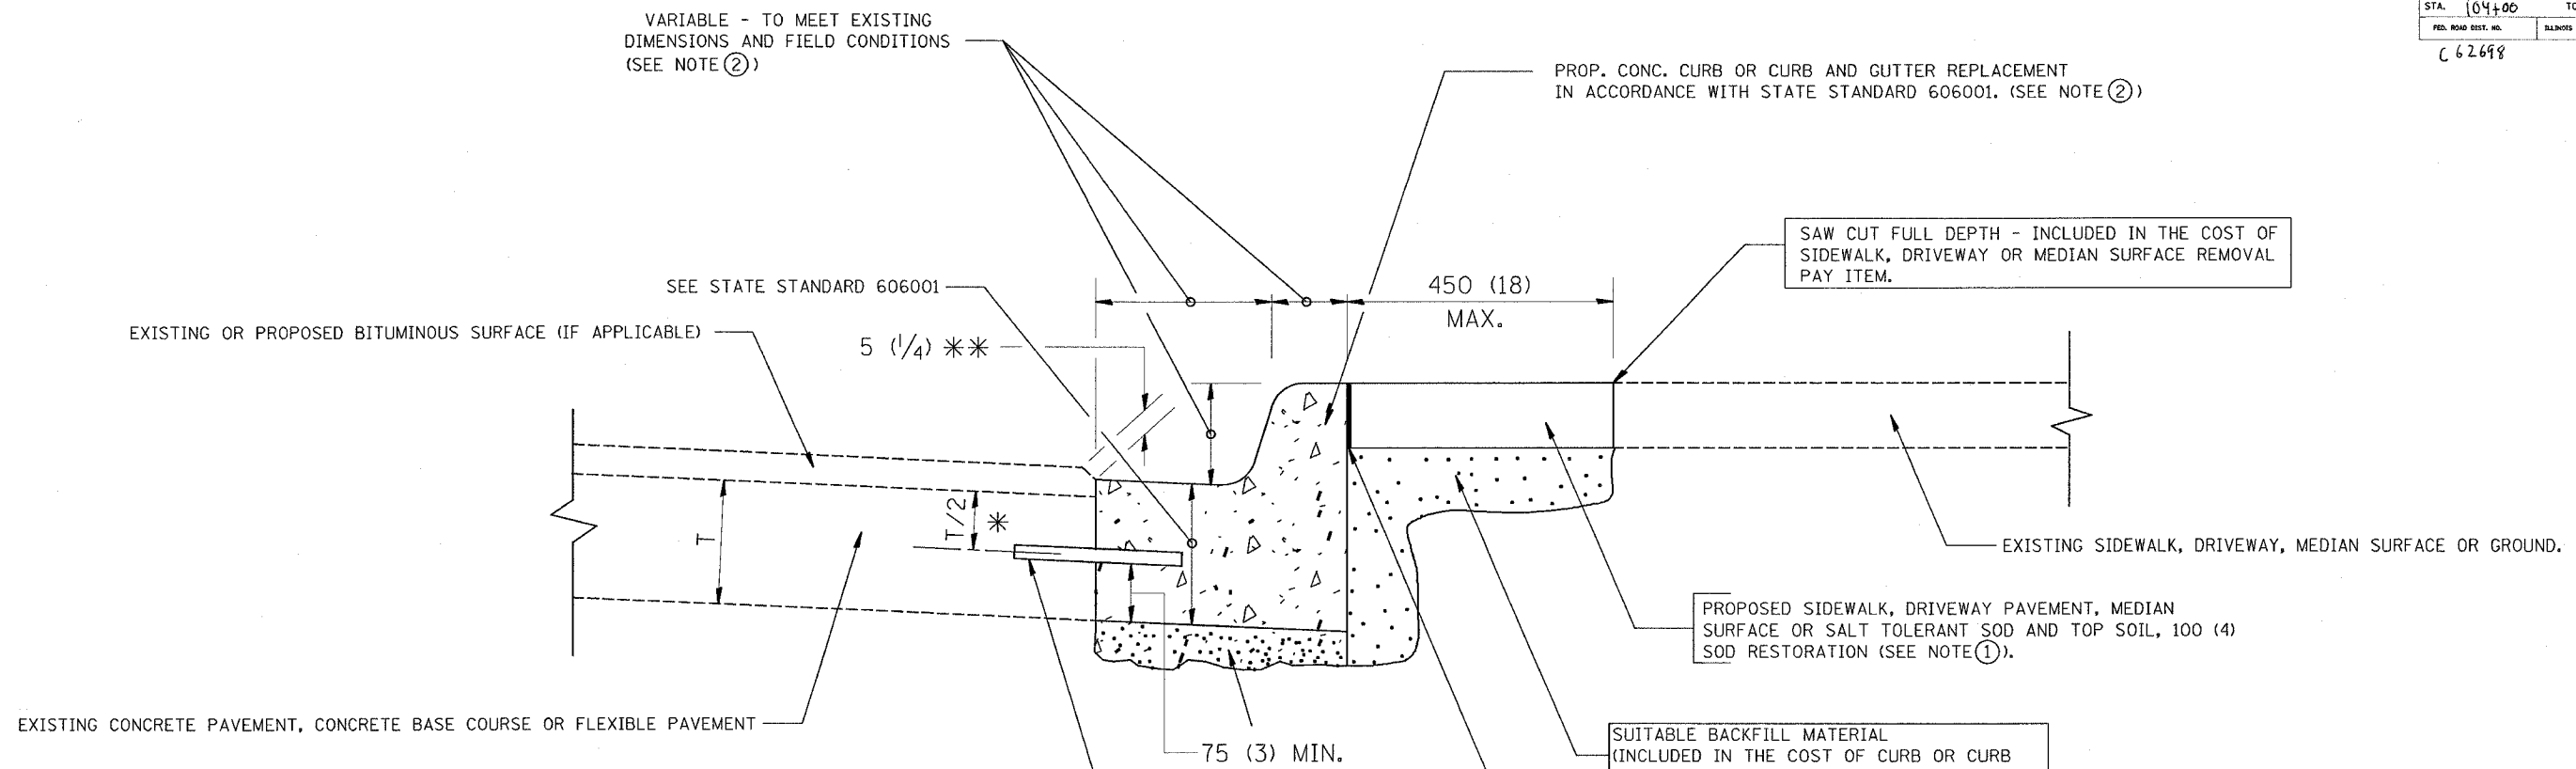 STA. 104+00 TO
FED. ROAD DIST. NO. ILLINOIS
C62698
VARIABLE - TO MEET EXISTING
DIMENSIONS AND FIELD CONDITIONS
(SEE NOTE ②)
PROP. CONC. CURB OR CURB AND GUTTER REPLACEMENT
IN ACCORDANCE WITH STATE STANDARD 606001. (SEE NOTE ②)
SAW CUT FULL DEPTH - INCLUDED IN THE COST OF
SIDEWALK, DRIVEWAY OR MEDIAN SURFACE REMOVAL
PAY ITEM.
SEE STATE STANDARD 606001
450 (18)
MAX.
EXISTING OR PROPOSED BITUMINOUS SURFACE (IF APPLICABLE)
5 (1/4) **
T
T/2
*
EXISTING SIDEWALK, DRIVEWAY, MEDIAN SURFACE OR GROUND.
PROPOSED SIDEWALK, DRIVEWAY PAVEMENT, MEDIAN
SURFACE OR SALT TOLERANT SOD AND TOP SOIL, 100 (4)
SOD RESTORATION (SEE NOTE ①).
EXISTING CONCRETE PAVEMENT, CONCRETE BASE COURSE OR FLEXIBLE PAVEMENT
75 (3) MIN.
SUITABLE BACKFILL MATERIAL
(INCLUDED IN THE COST OF CURB OR CURB